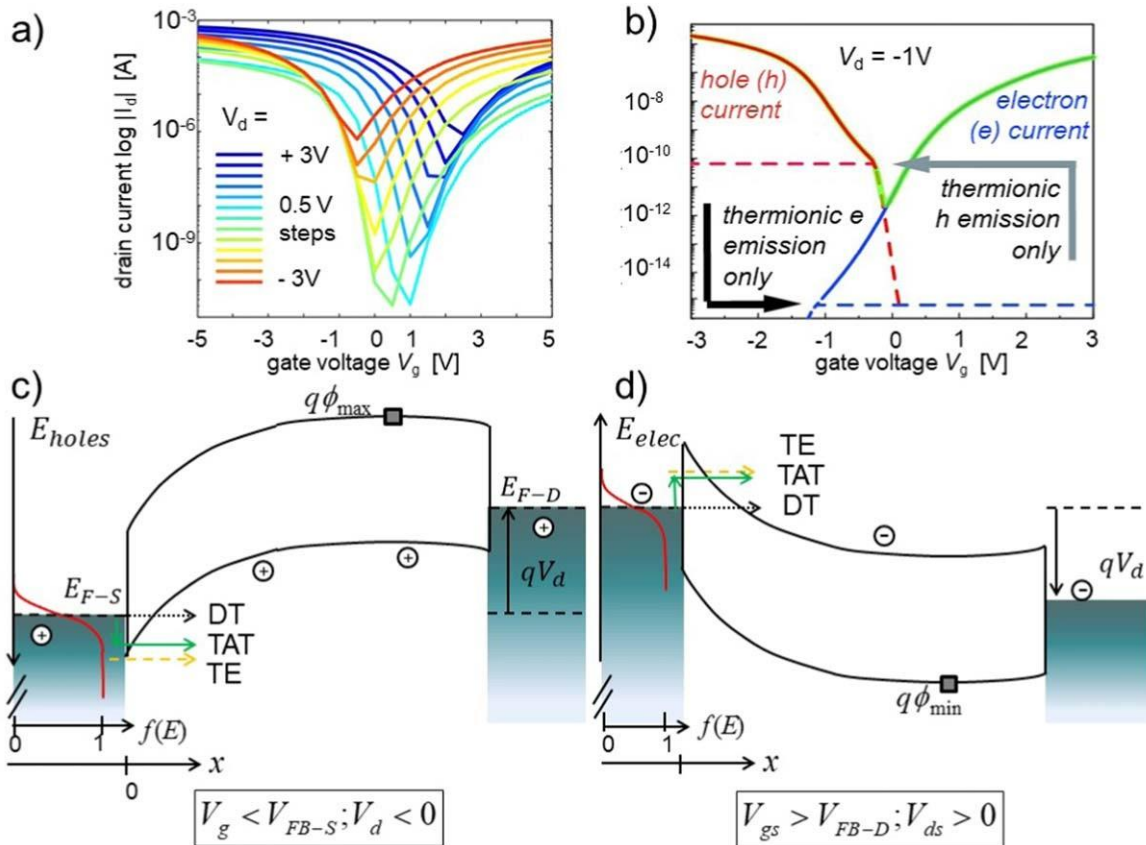 a)
drain current log |I_d| [A]
10^-3
10^-6
10^-9
V_d =
+ 3V
0.5 V
steps
- 3V
-5 -3 -1 0 1 3 5
gate voltage V_g [V]
b)
10^-8
10^-10
10^-12
10^-14
V_d = -1V
hole (h)
current
electron
(e) current
thermionic e
emission
only
thermionic
h emission
only
-3 -2 -1 0 1 2 3
gate voltage V_g [V]
c)
E_holes
qϕ_max
E_F-S
E_F-D
qV_d
DT
TAT
TE
0 1 f(E)
x
0
V_g < V_FB-S; V_d < 0
d)
E_elec
TE
TAT
DT
qV_d
qϕ_min
0 1 f(E)
x
V_gs > V_FB-D; V_ds > 0